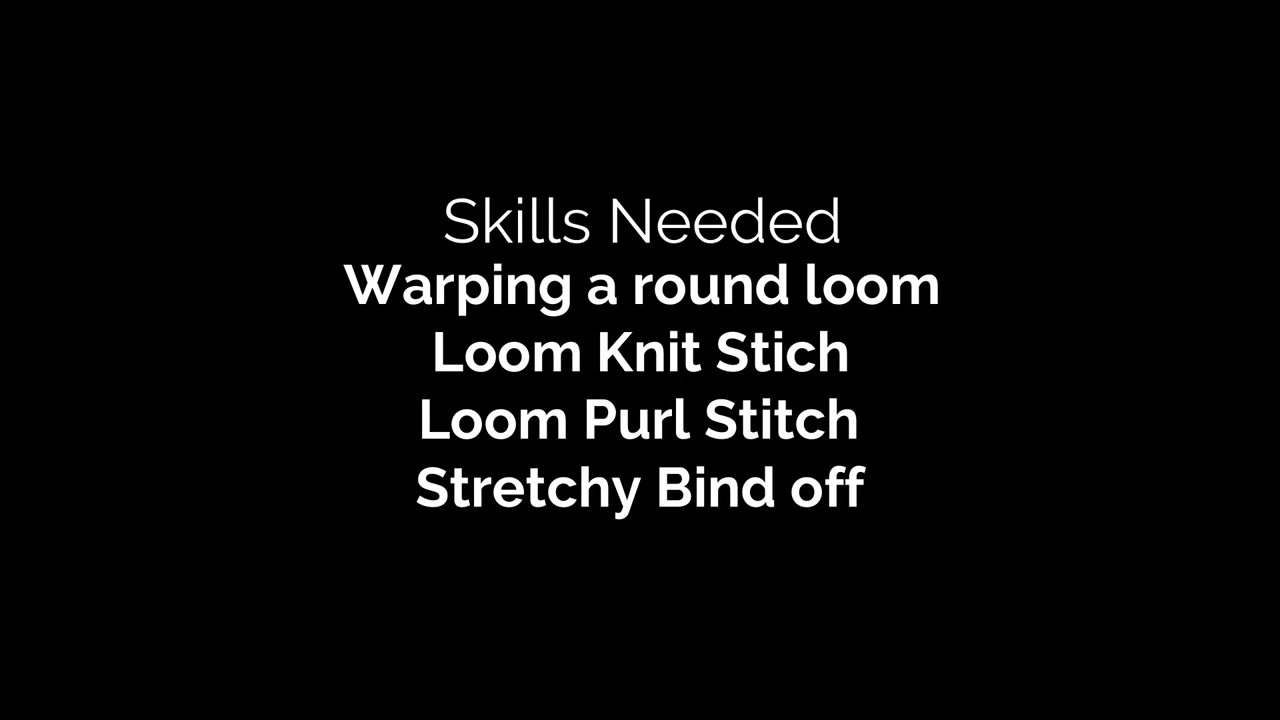 Skills Needed
Warping a round loom
Loom Knit Stich
Loom Purl Stitch
Stretchy Bind off